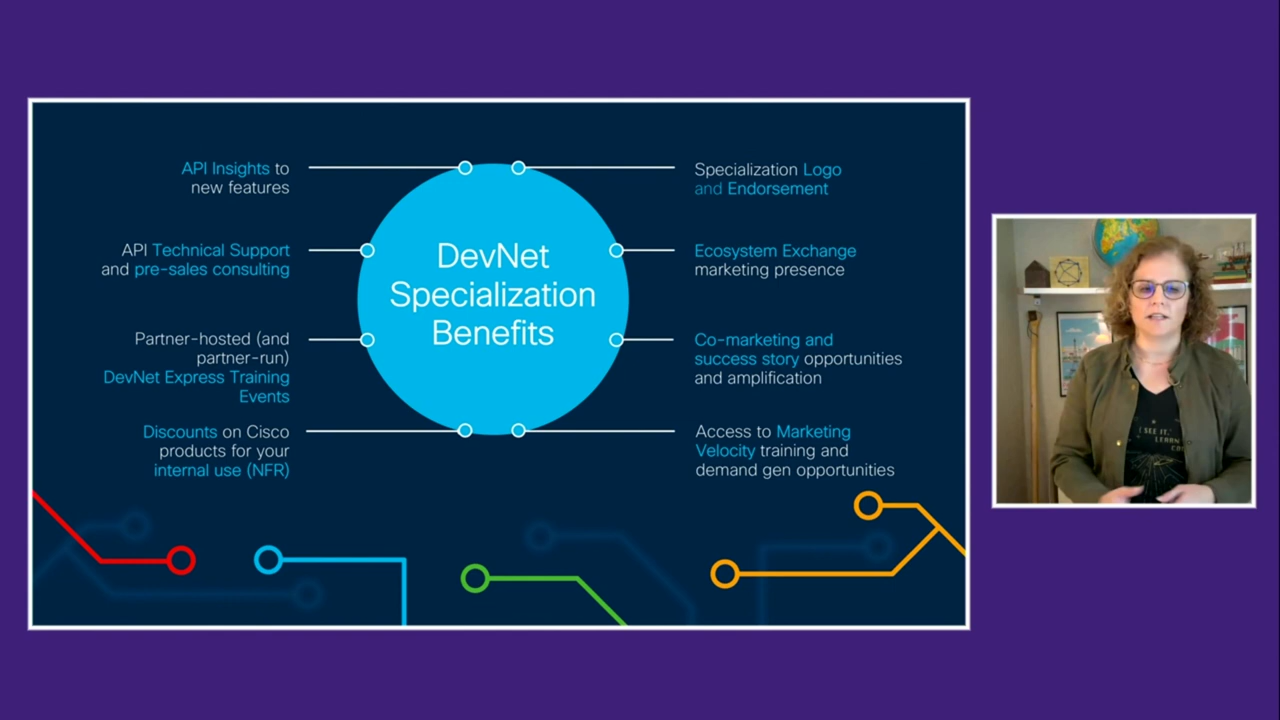 API Insights to
new features
API Technical Support
and pre-sales consulting
Partner-hosted (and
partner-run)
DevNet Express Training
Events
Discounts on Cisco
products for your
internal use (NFR)
DevNet
Specialization
Benefits
Specialization Logo
and Endorsement
Ecosystem Exchange
marketing presence
Co-marketing and
success story opportunities
and amplification
Access to Marketing
Velocity training and
demand gen opportunities
I SEE IT,
LEARN